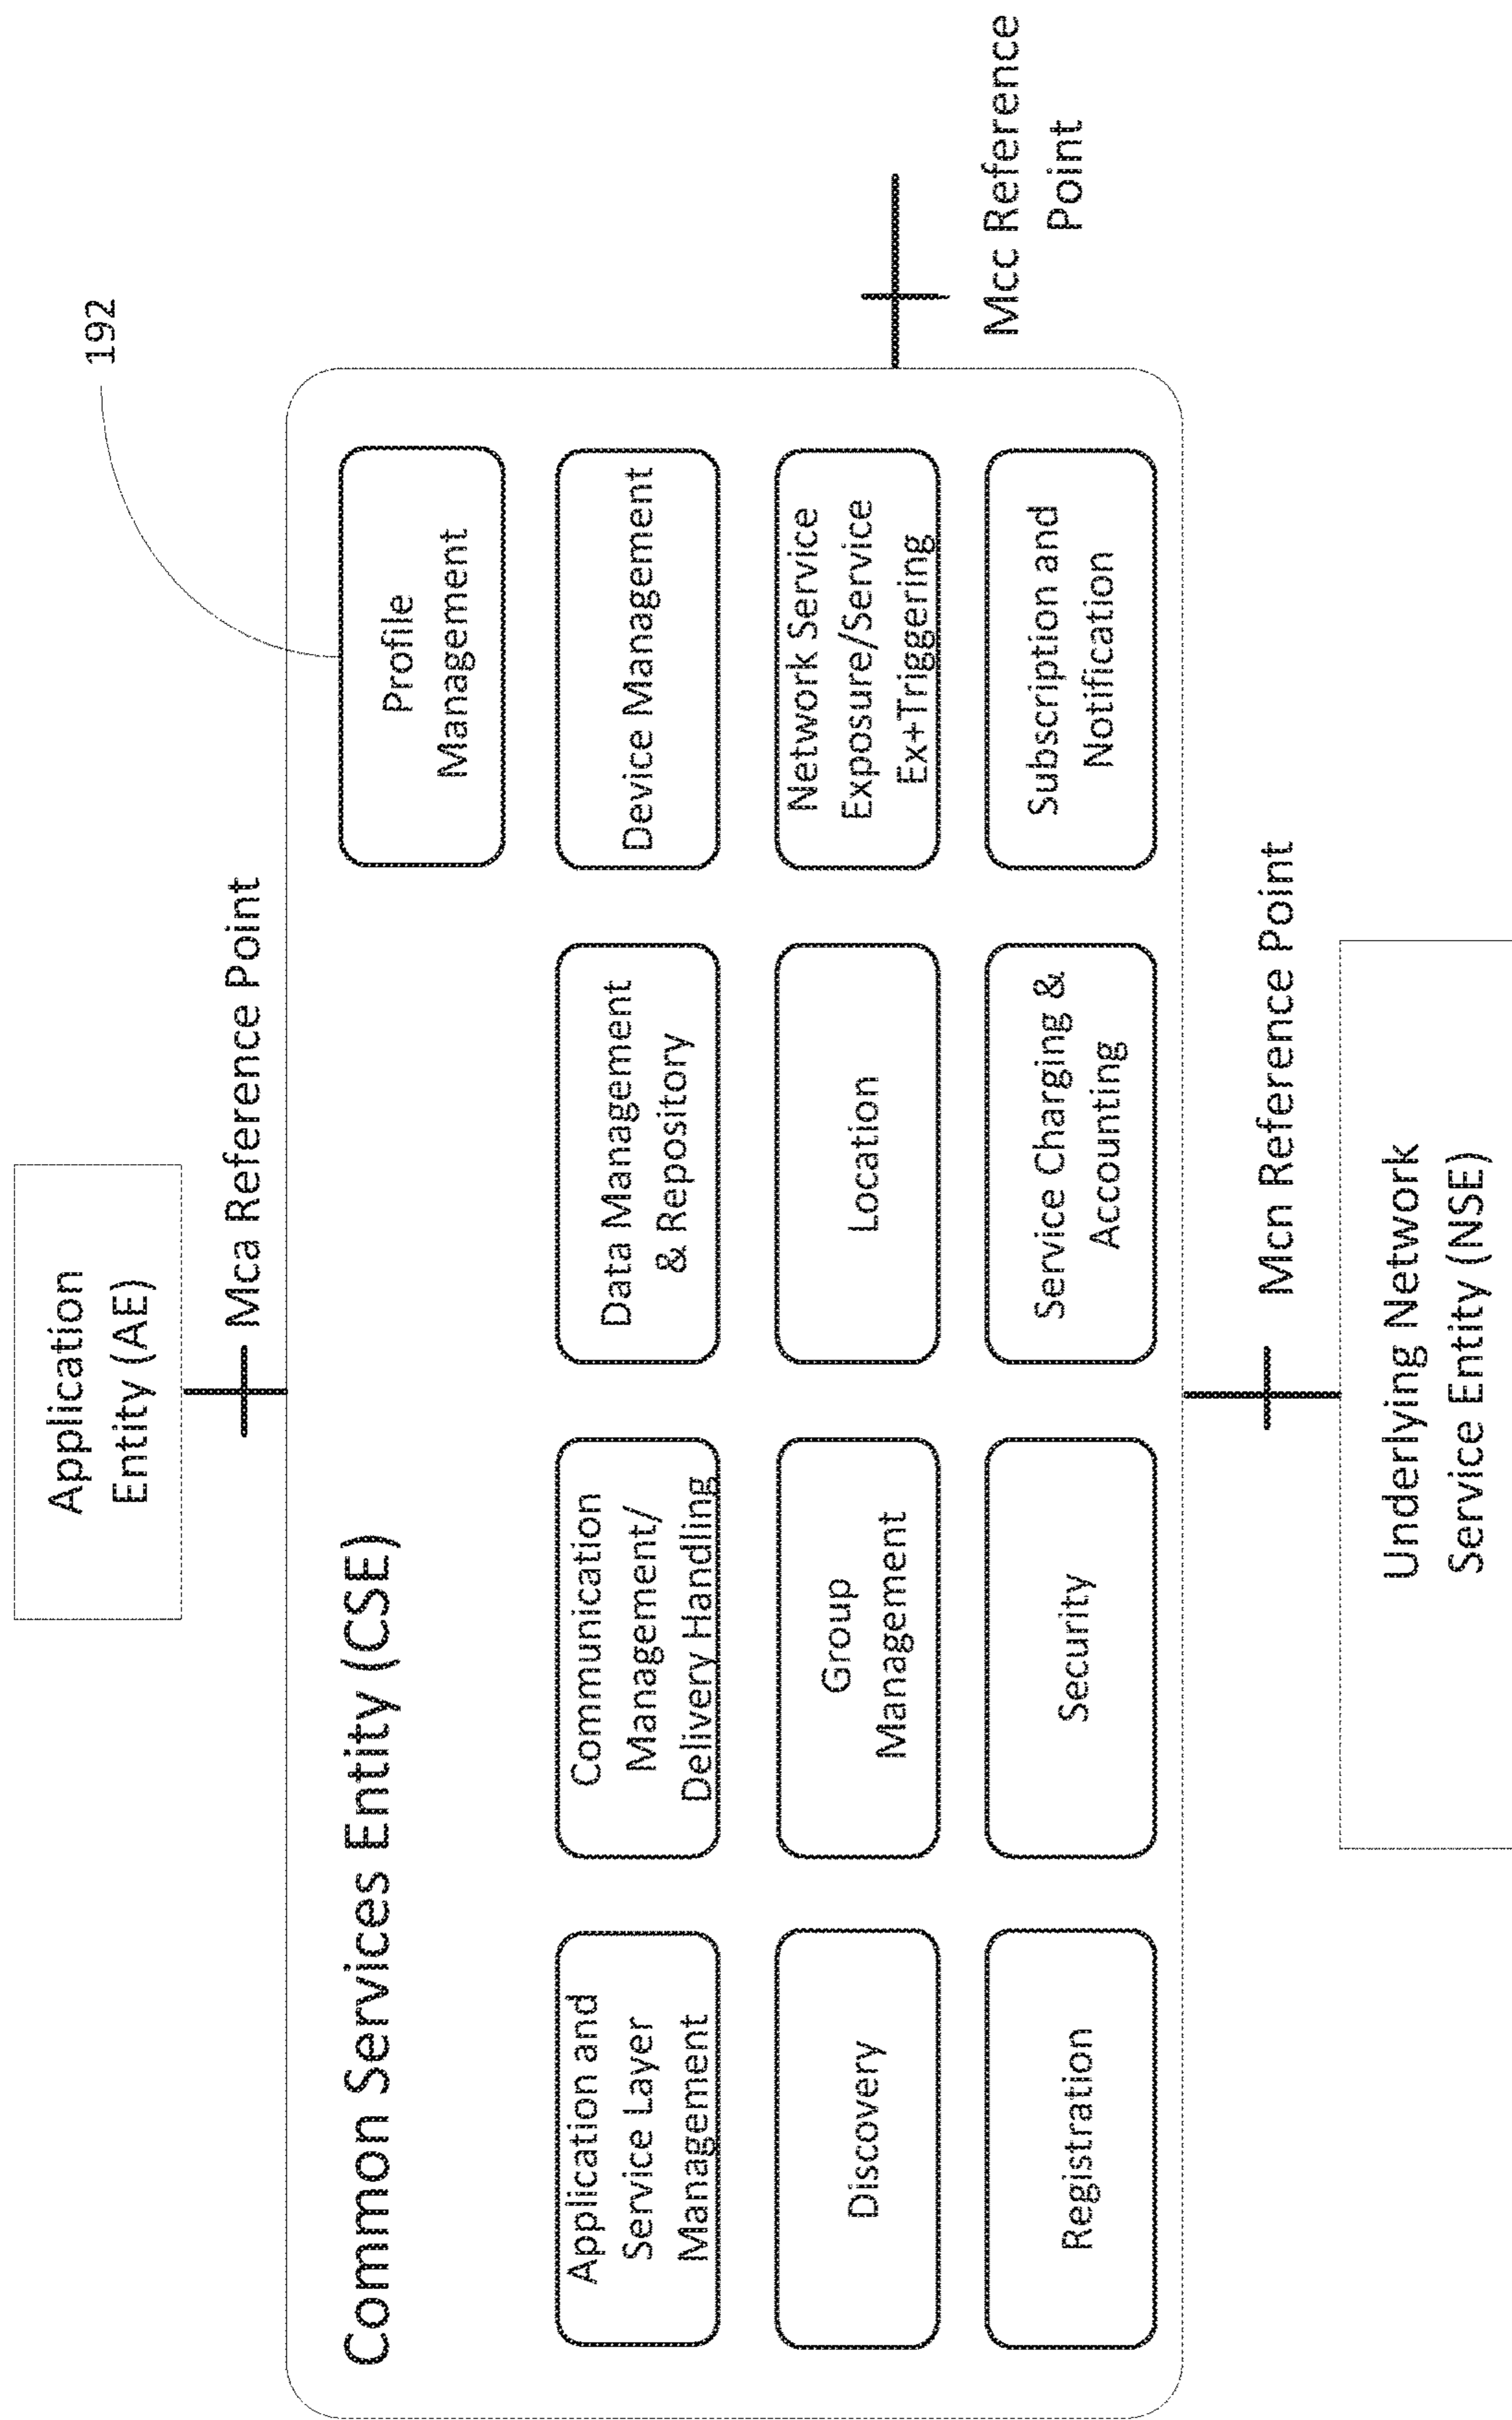 Application
Entity (AE)
Mca Reference Point
192
Common Services Entity (CSE)
Profile
Management
Application and
Service Layer
Management
Communication
Management/
Delivery Handling
Data Management
& Repository
Device Management
Discovery
Group
Management
Location
Network Service
Exposure/Service
Ex+Triggering
Registration
Security
Service Charging &
Accounting
Subscription and
Notification
Mcc Reference
Point
Mcn Reference Point
Underlying Network
Service Entity (NSE)